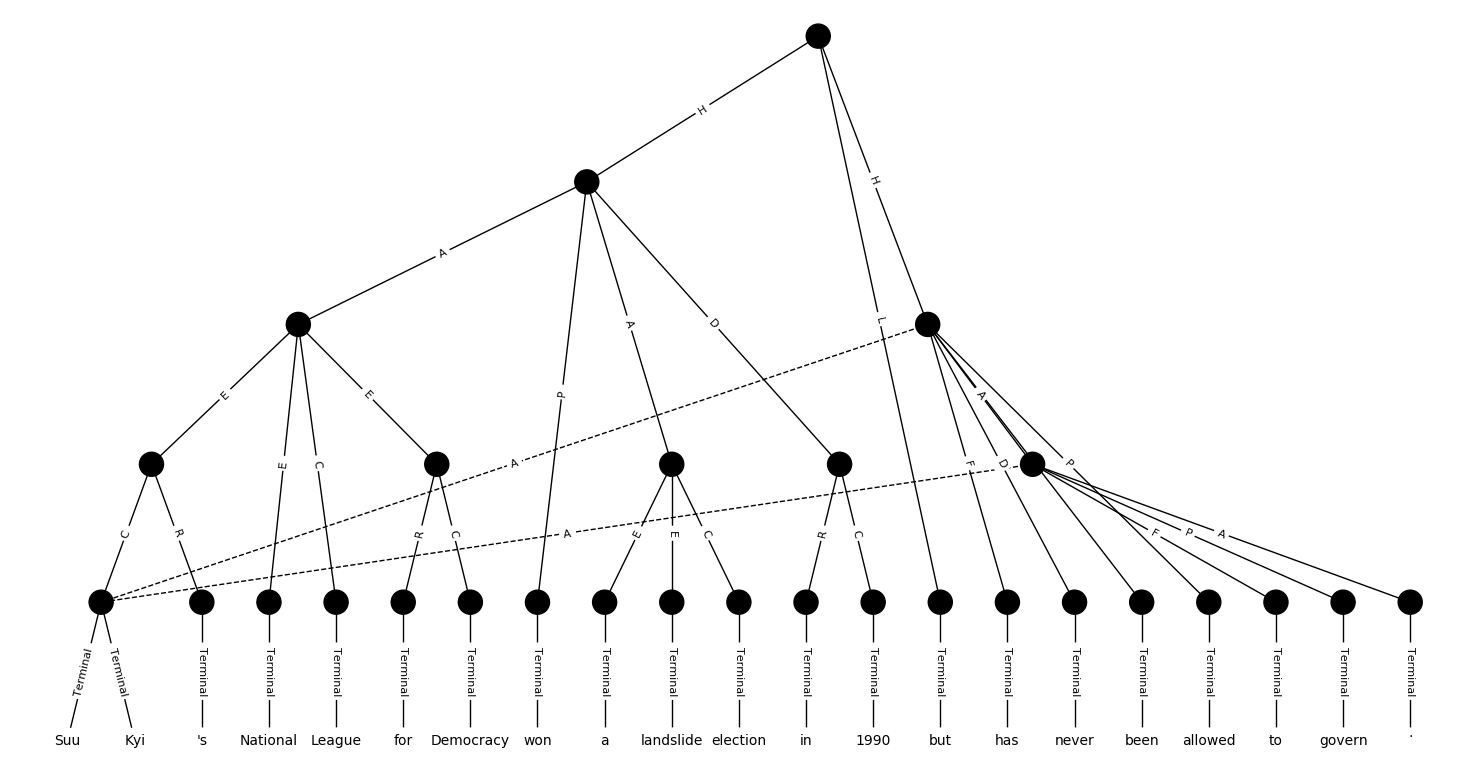 H
H
A
L
A
D
E
E
P
A
E
C
A
F
D
P
C
R
R
C
A
E
E
C
R
C
F
P
A
Terminal Terminal Terminal Terminal Terminal Terminal Terminal Terminal Terminal Terminal Terminal Terminal Terminal Terminal Terminal Terminal Terminal Terminal Terminal Terminal Terminal
Suu Kyi 's National League for Democracy won a landslide election in 1990 but has never been allowed to govern .